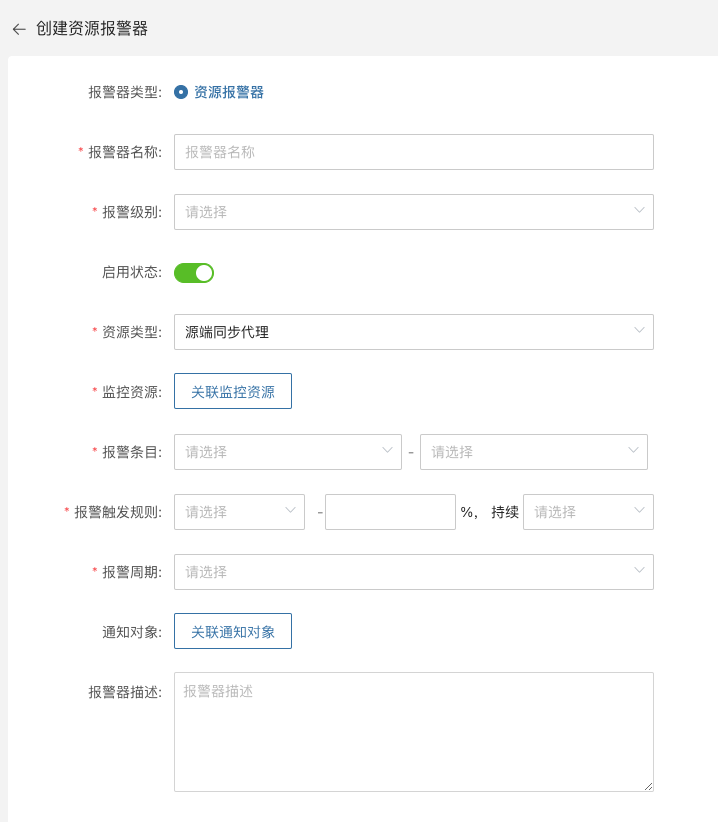 创建资源报警器
报警器类型: 资源报警器
* 报警器名称: 报警器名称
* 报警级别: 请选择
启用状态:
* 资源类型: 源端同步代理
* 监控资源: 关联监控资源
* 报警条目: 请选择 - 请选择
* 报警触发规则: 请选择 - %， 持续 请选择
* 报警周期: 请选择
通知对象: 关联通知对象
报警器描述: 报警器描述